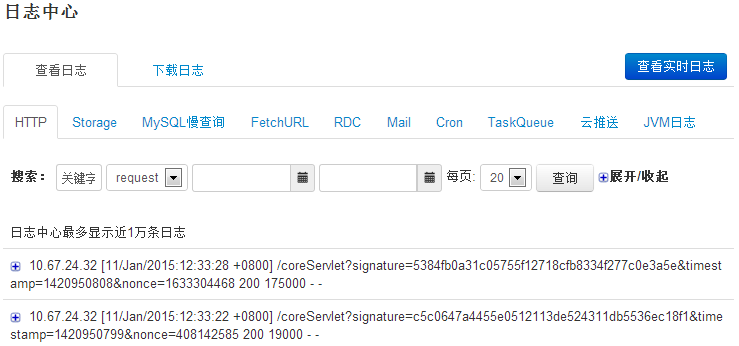 日志中心
查看日志 下载日志 查看实时日志
HTTP Storage MySQL慢查询 FetchURL RDC Mail Cron TaskQueue 云推送 JVM日志
搜索： 关键字 request 每页: 20 查询 展开/收起
日志中心最多显示近1万条日志
10.67.24.32 [11/Jan/2015:12:33:28 +0800] /coreServlet?signature=5384fb0a31c05755f12718cfb8334f277c0e3a5e&timest
amp=1420950808&nonce=1633304468 200 175000 - -
10.67.24.32 [11/Jan/2015:12:33:22 +0800] /coreServlet?signature=c5c0647a4455e0512113de524311db5536ec18f1&time
stamp=1420950799&nonce=408142585 200 19000 - -